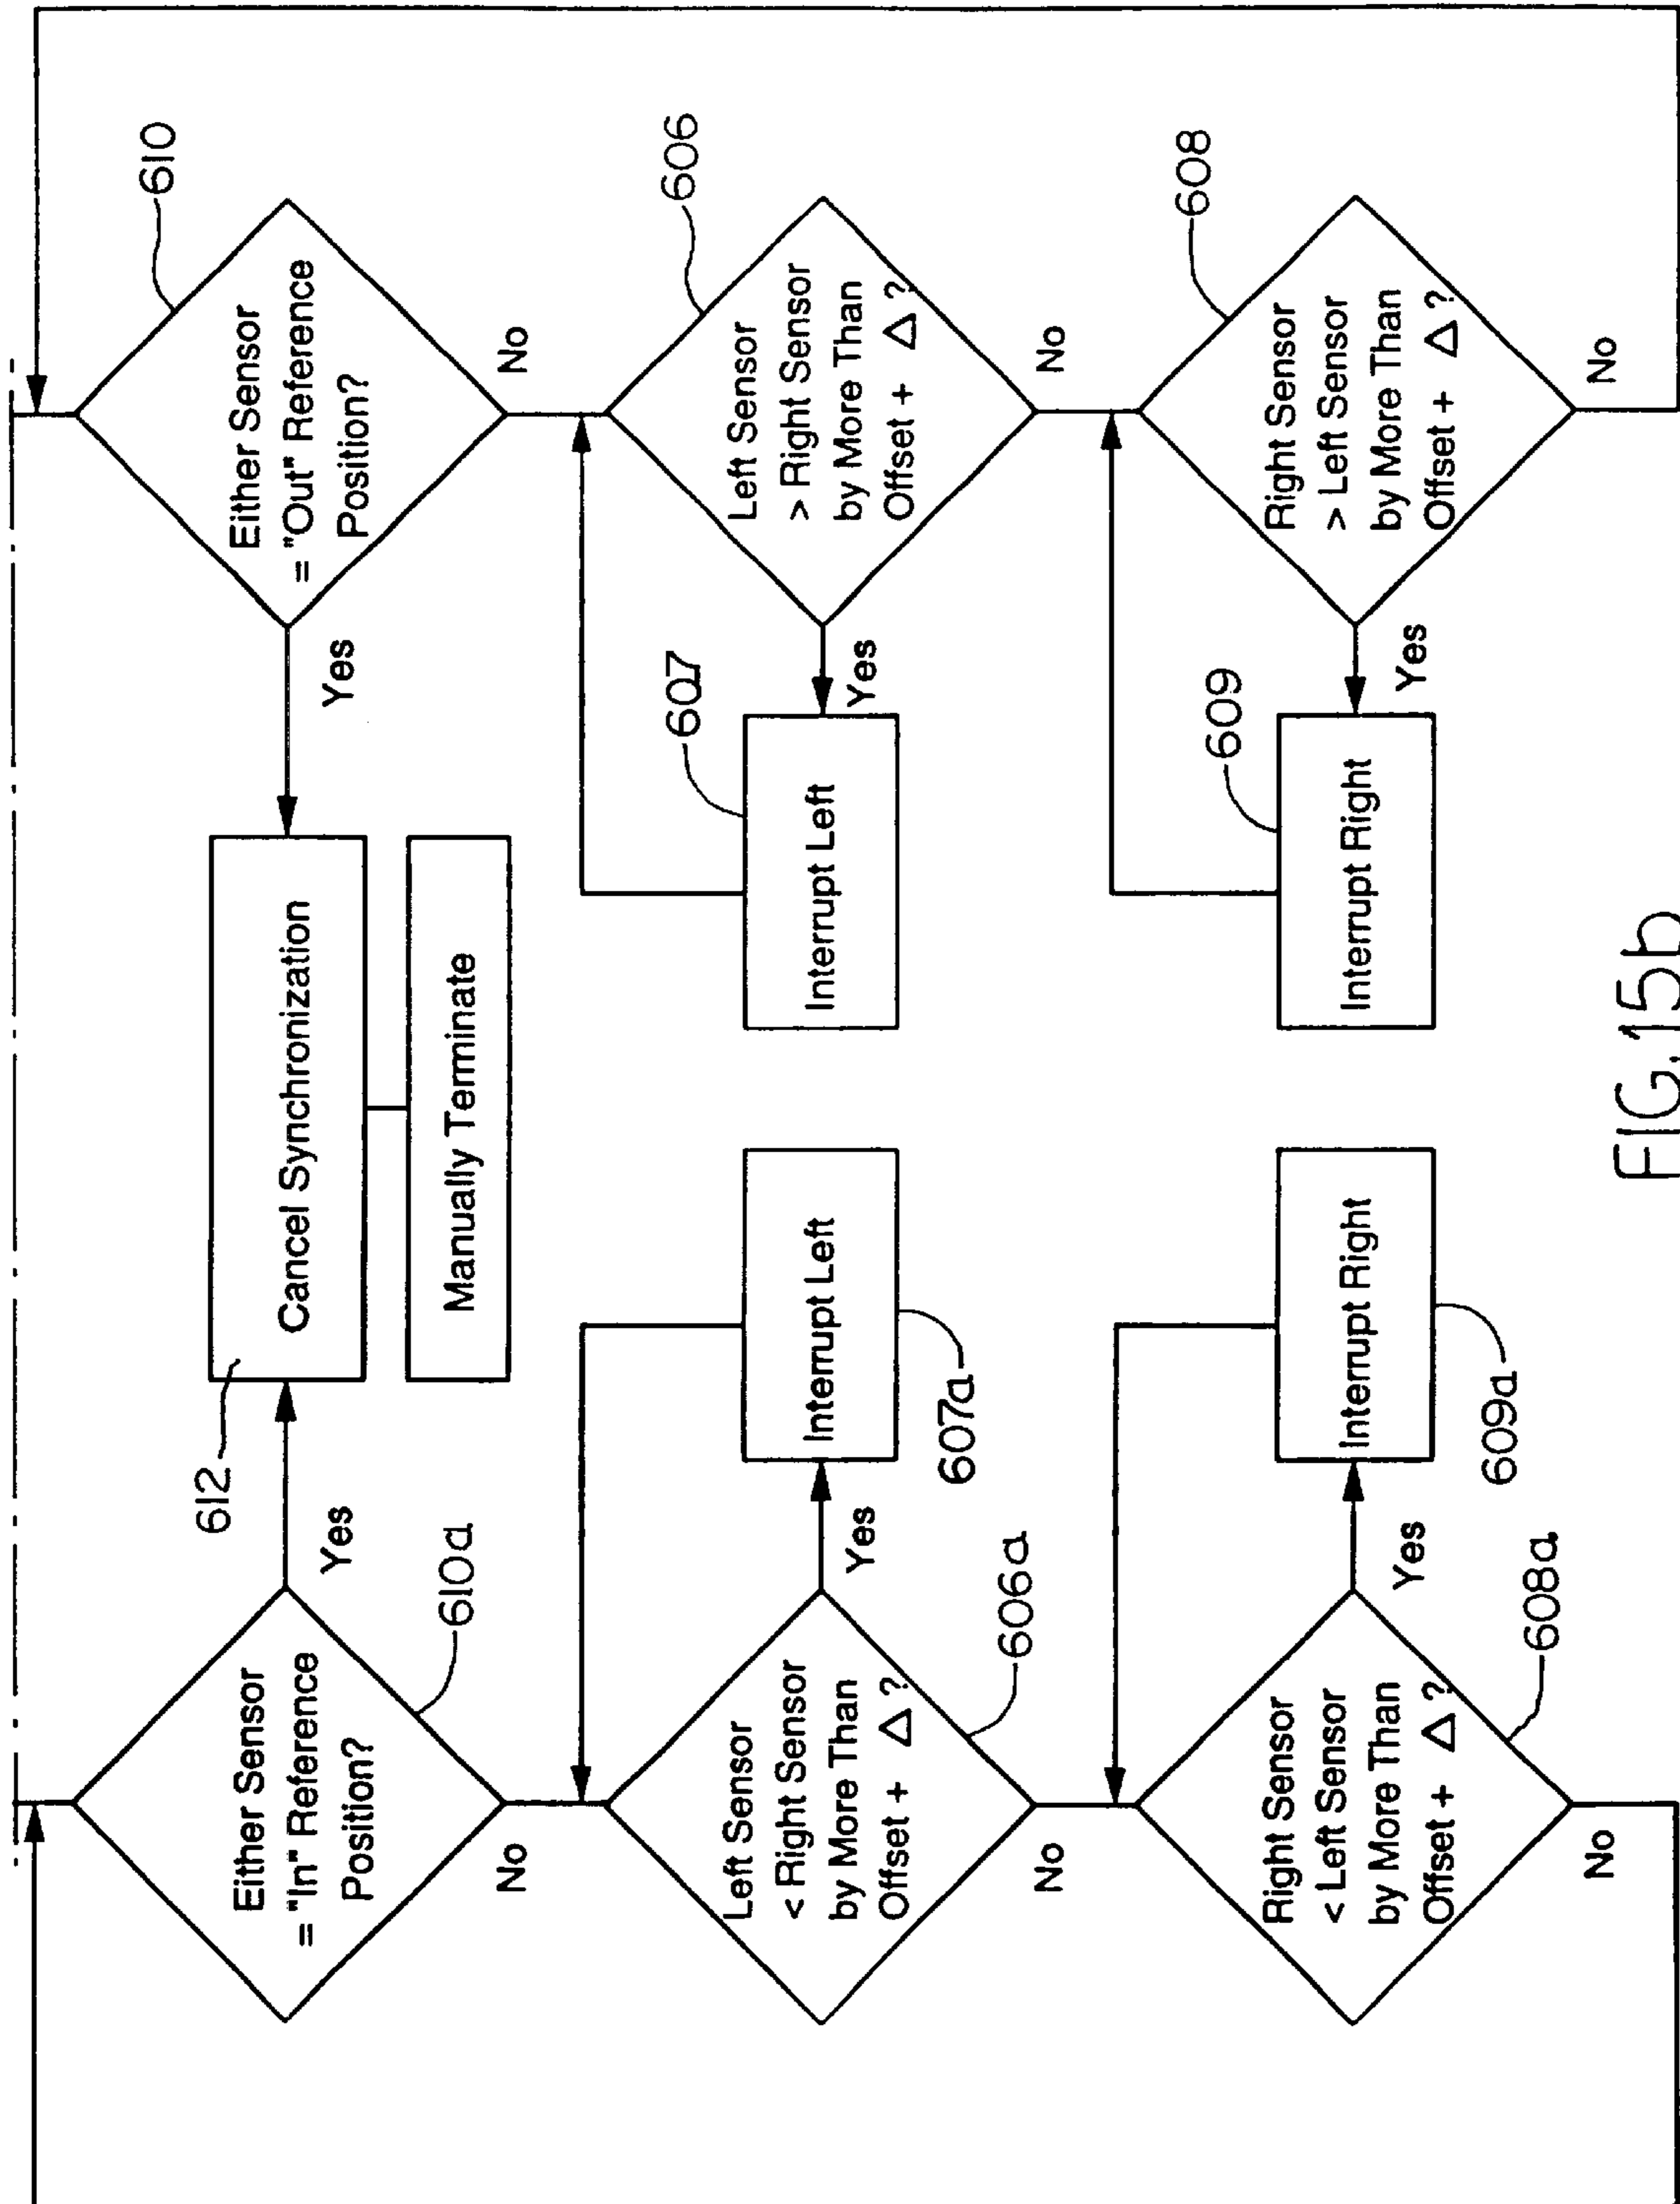 Either Sensor
= "In" Reference
Position?
610a
Yes
No
612
Cancel Synchronization
Manually Terminate
Either Sensor
= "Out" Reference
Position?
610
Yes
No
Left Sensor
< Right Sensor
by More Than
Offset + Δ ?
606a
Yes
No
Interrupt Left
607a
Interrupt Left
607
Left Sensor
> Right Sensor
by More Than
Offset + Δ ?
606
Yes
No
Right Sensor
< Left Sensor
by More Than
Offset + Δ ?
608a
Yes
No
Interrupt Right
609a
Interrupt Right
609
Right Sensor
> Left Sensor
by More Than
Offset + Δ ?
608
Yes
No
FIG. 15b